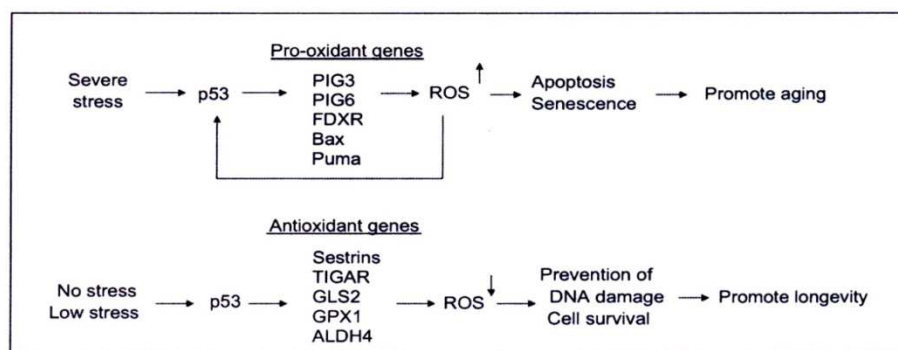 Pro-oxidant genes
Severe stress → p53 → PIG3 PIG6 FDXR Bax Puma → ROS ↑ → Apoptosis Senescence → Promote aging
Antioxidant genes
No stress Low stress → p53 → Sestrins TIGAR GLS2 GPX1 ALDH4 → ROS ↓ → Prevention of DNA damage Cell survival → Promote longevity